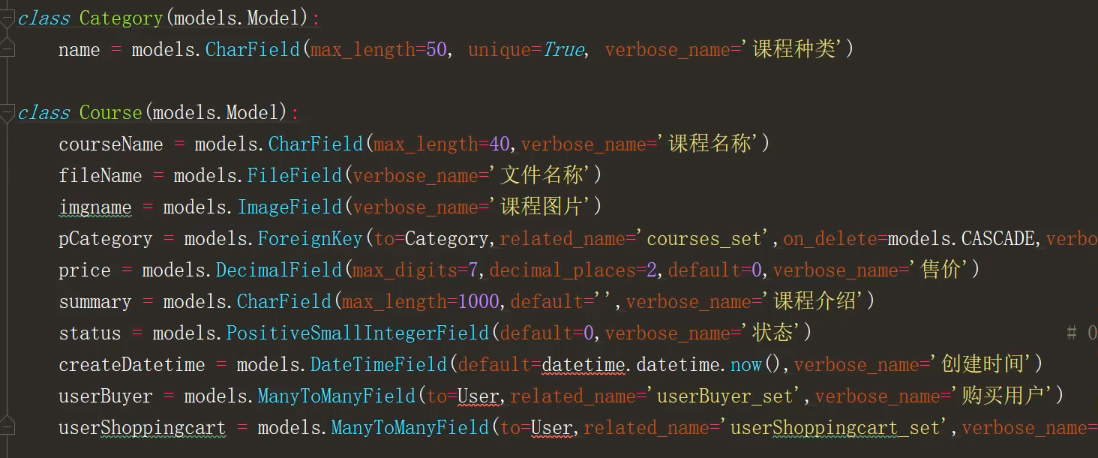 class Category(models.Model):
name = models.CharField(max_length=50, unique=True, verbose_name='课程种类')
class Course(models.Model):
courseName = models.CharField(max_length=40,verbose_name='课程名称')
fileName = models.FileField(verbose_name='文件名称')
imgname = models.ImageField(verbose_name='课程图片')
pCategory = models.ForeignKey(to=Category,related_name='courses_set',on_delete=models.CASCADE,verbo
price = models.DecimalField(max_digits=7,decimal_places=2,default=0,verbose_name='售价')
summary = models.CharField(max_length=1000,default='',verbose_name='课程介绍')
status = models.PositiveSmallIntegerField(default=0,verbose_name='状态') # 0
createDatetime = models.DateTimeField(default=datetime.datetime.now(),verbose_name='创建时间')
userBuyer = models.ManyToManyField(to=User,related_name='userBuyer_set',verbose_name='购买用户')
userShoppingcart = models.ManyToManyField(to=User,related_name='userShoppingcart_set',verbose_name=